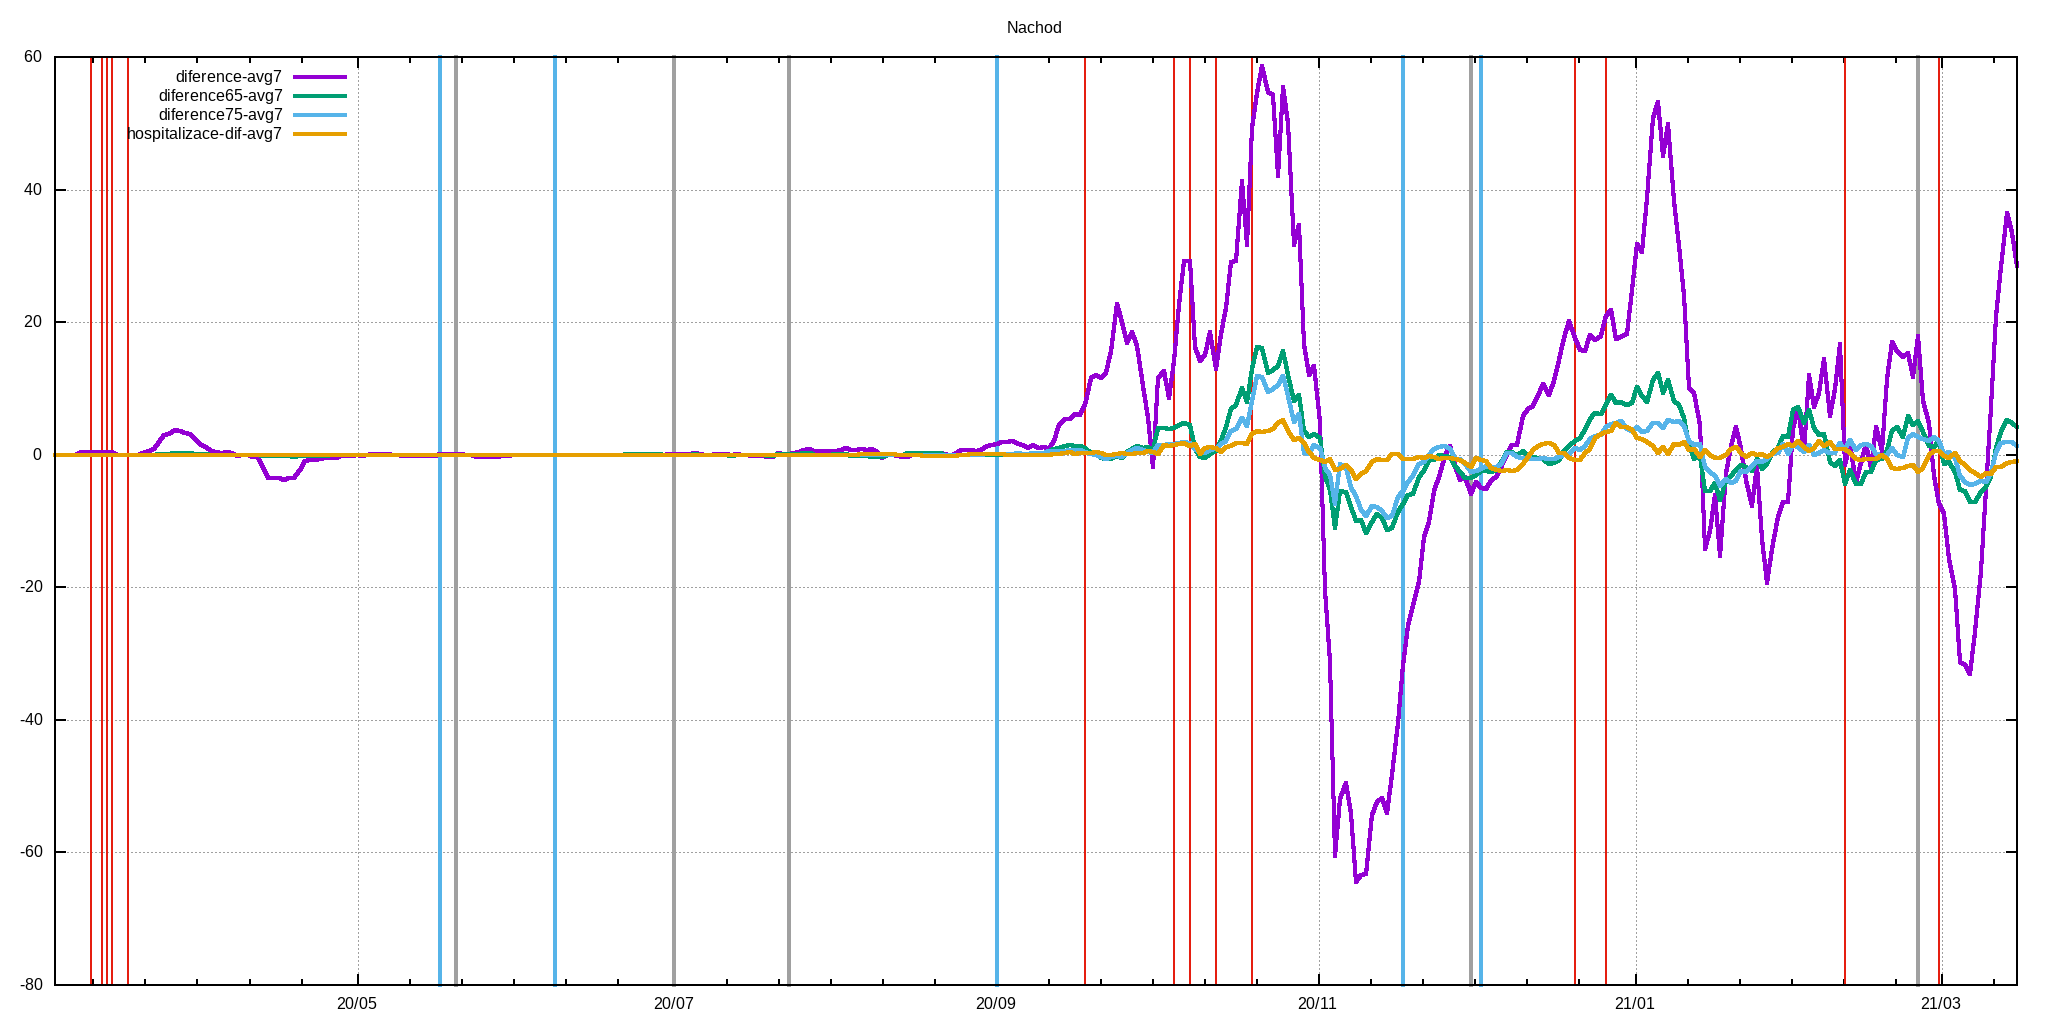 Nachod
diference-avg7
diference65-avg7
diference75-avg7
hospitalizace-dif-avg7
60
40
20
0
-20
-40
-60
-80
20/05 20/07 20/09 20/11 21/01 21/03